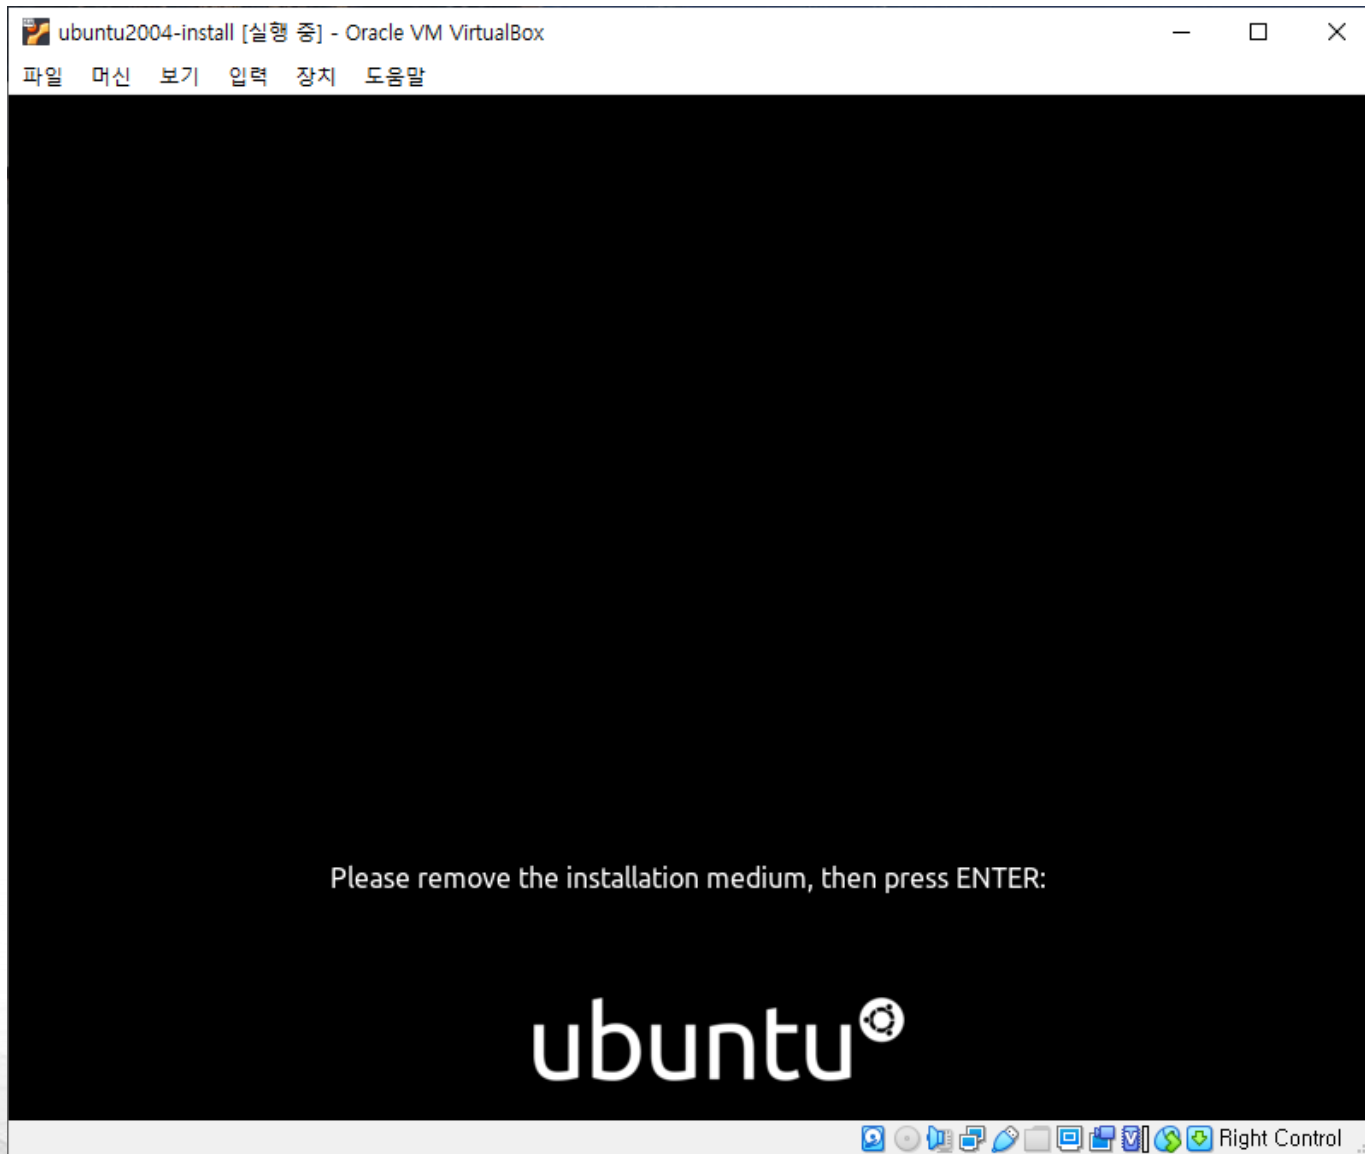 ubuntu2004-install [실행 중] - Oracle VM VirtualBox
파일 머신 보기 입력 장치 도움말
Please remove the installation medium, then press ENTER:
ubuntu
Right Control